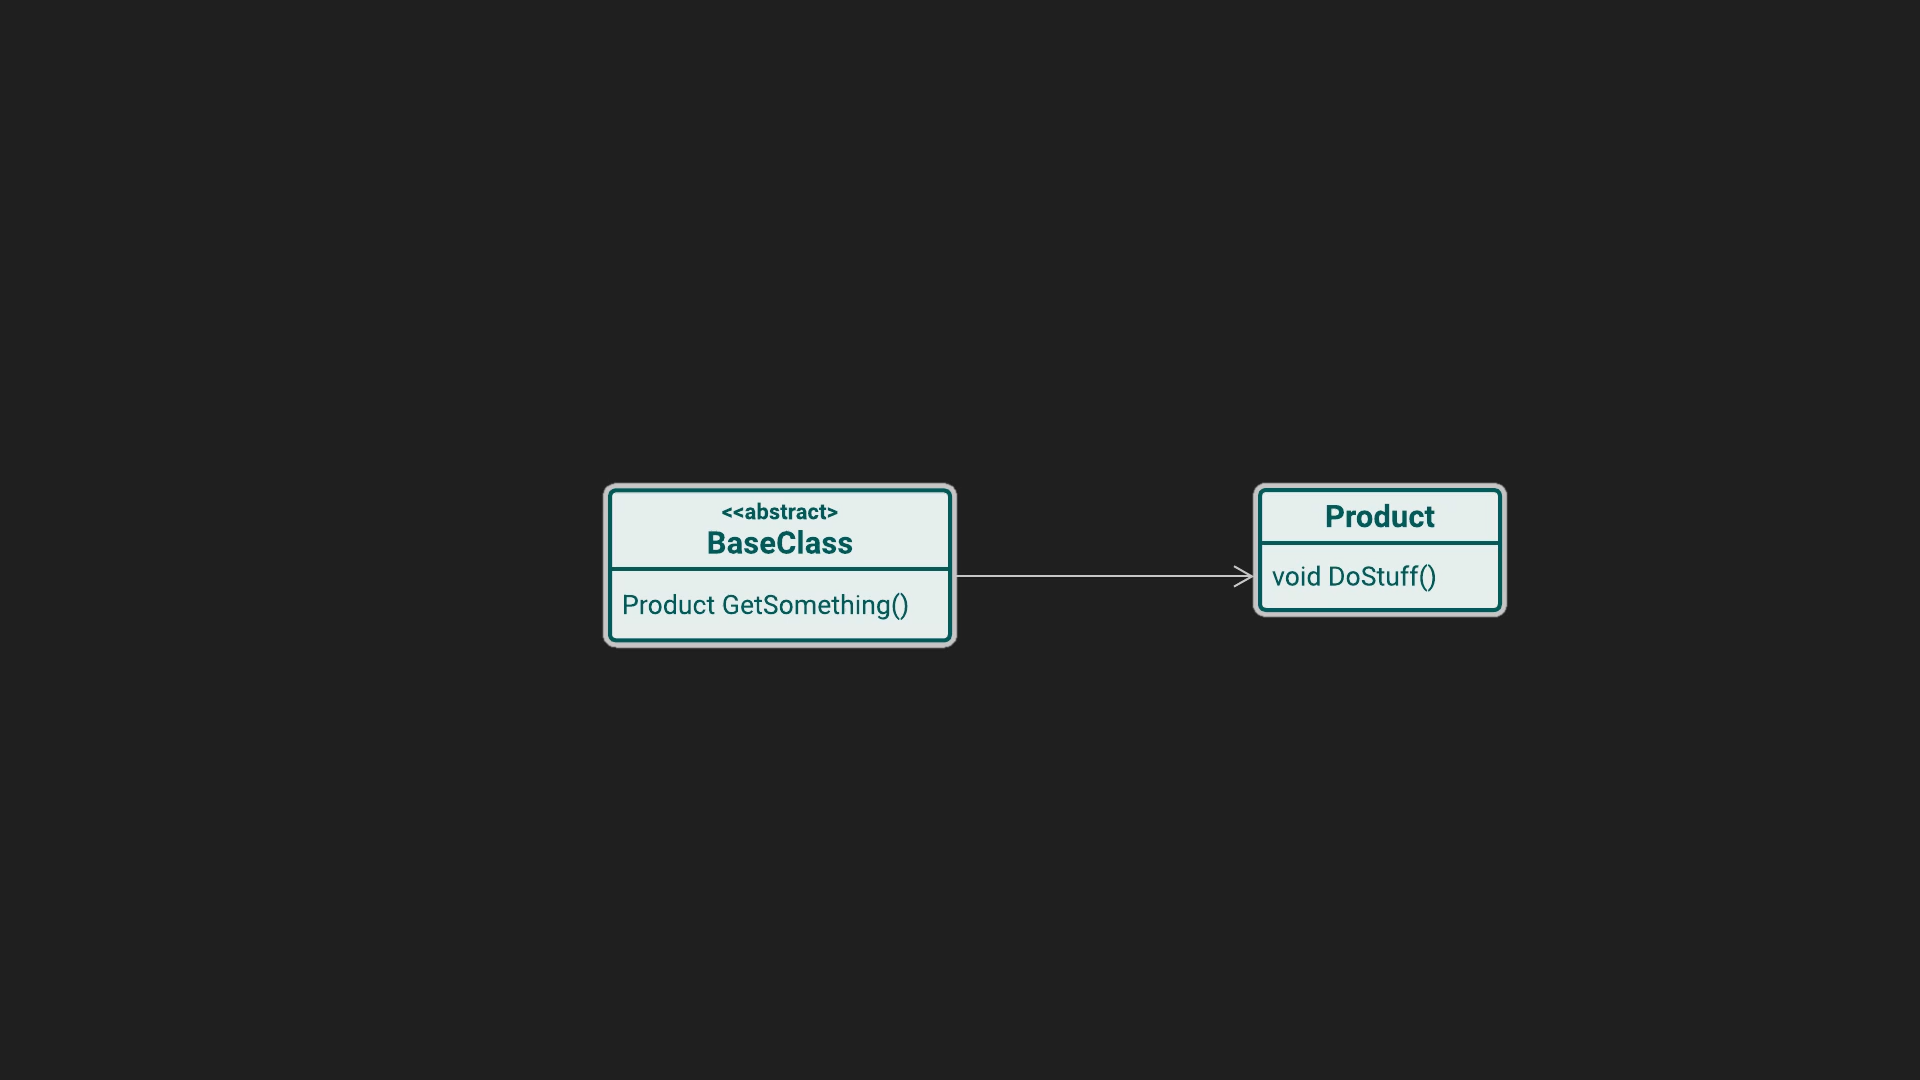 <<abstract>
BaseClass
Product GetSomething()
Product
void DoStuff()